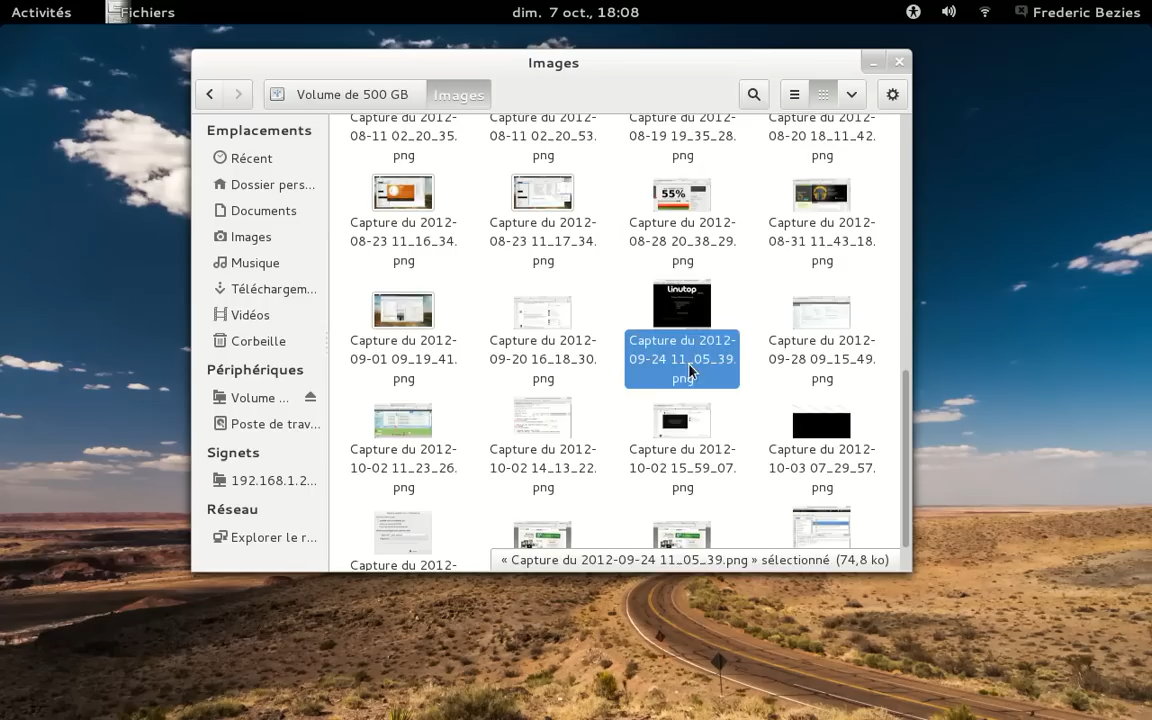 Activités
Fichiers
dim. 7 oct., 18:08
Frederic Bezies
Images
Volume de 500 GB
Images
Emplacements
Récent
Dossier pers...
Documents
Images
Musique
Téléchargem...
Vidéos
Corbeille
Périphériques
Volume ...
Poste de trav...
Signets
192.168.1.2...
Réseau
Explorer le r...
Capture du 2012-
08-11 02_20_35.
png
Capture du 2012-
08-11 02_20_53.
png
Capture du 2012-
08-19 19_35_28.
png
Capture du 2012-
08-20 18_11_42.
png
55%
Capture du 2012-
08-23 11_16_34.
png
Capture du 2012-
08-23 11_17_34.
png
Capture du 2012-
08-28 20_38_29.
png
Capture du 2012-
08-31 11_43_18.
png
linutop
Capture du 2012-
09-01 09_19_41.
png
Capture du 2012-
09-20 16_18_30.
png
Capture du 2012-
09-24 11_05_39.
png
Capture du 2012-
09-28 09_15_49.
png
Capture du 2012-
10-02 11_23_26.
png
Capture du 2012-
10-02 14_13_22.
png
Capture du 2012-
10-02 15_59_07.
png
Capture du 2012-
10-03 07_29_57.
png
Capture du 2012-
« Capture du 2012-09-24 11_05_39.png » sélectionné (74,8 ko)